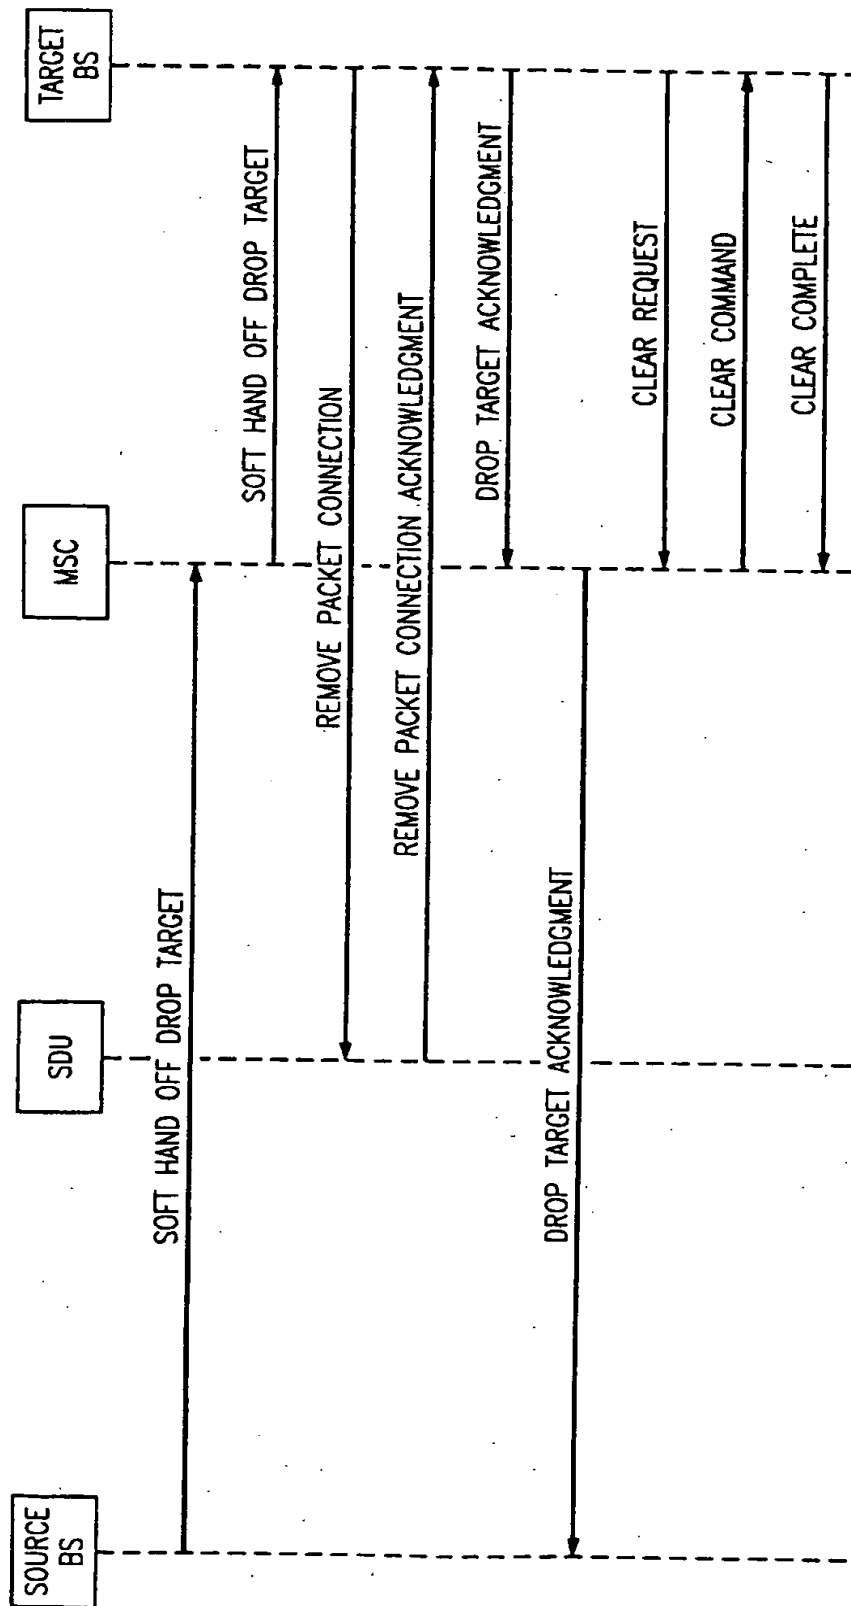 SOURCE
BS
SDU
MSC
TARGET
BS
SOFT HAND OFF DROP TARGET
SOFT HAND OFF DROP TARGET
REMOVE PACKET CONNECTION
REMOVE PACKET CONNECTION ACKNOWLEDGMENT
DROP TARGET ACKNOWLEDGMENT
DROP TARGET ACKNOWLEDGMENT
CLEAR REQUEST
CLEAR COMMAND
CLEAR COMPLETE